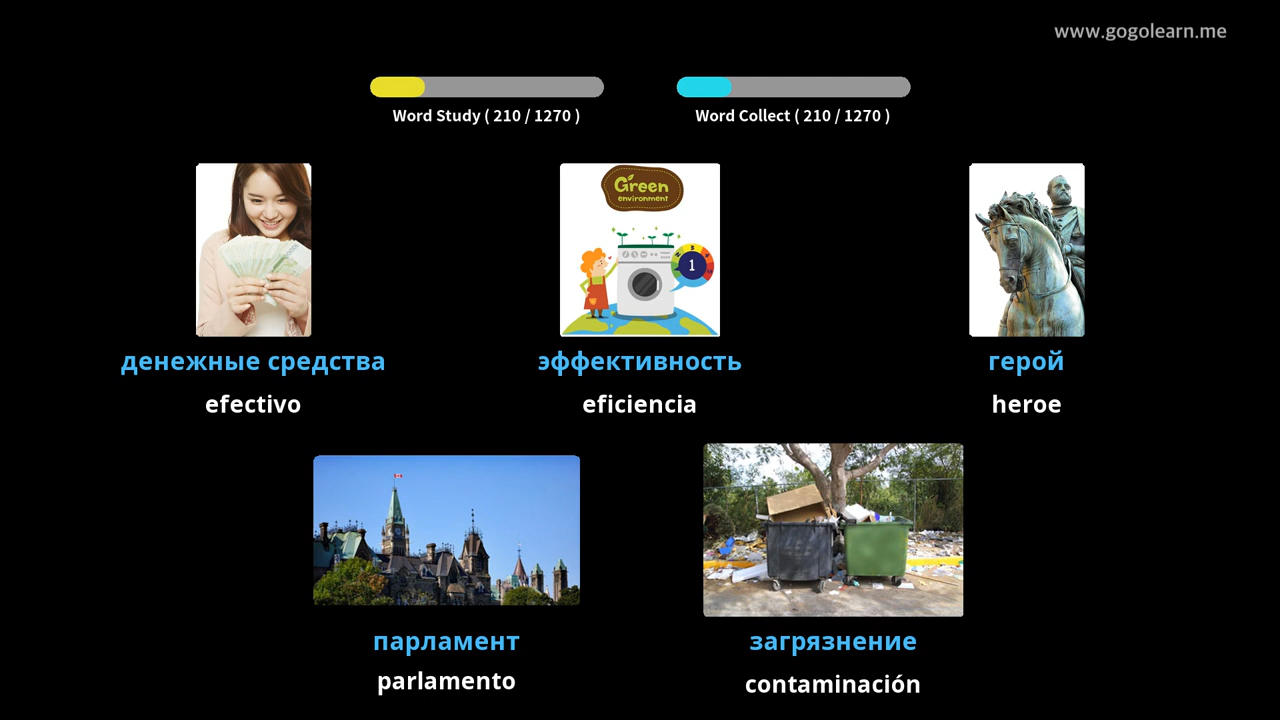 www.gogolearn.me
Word Study ( 210 / 1270 )
Word Collect ( 210 / 1270 )
Green
environment
1
денежные средства
эффективность
герой
efectivo
eficiencia
heroe
парламент
загрязнение
parlamento
contaminación